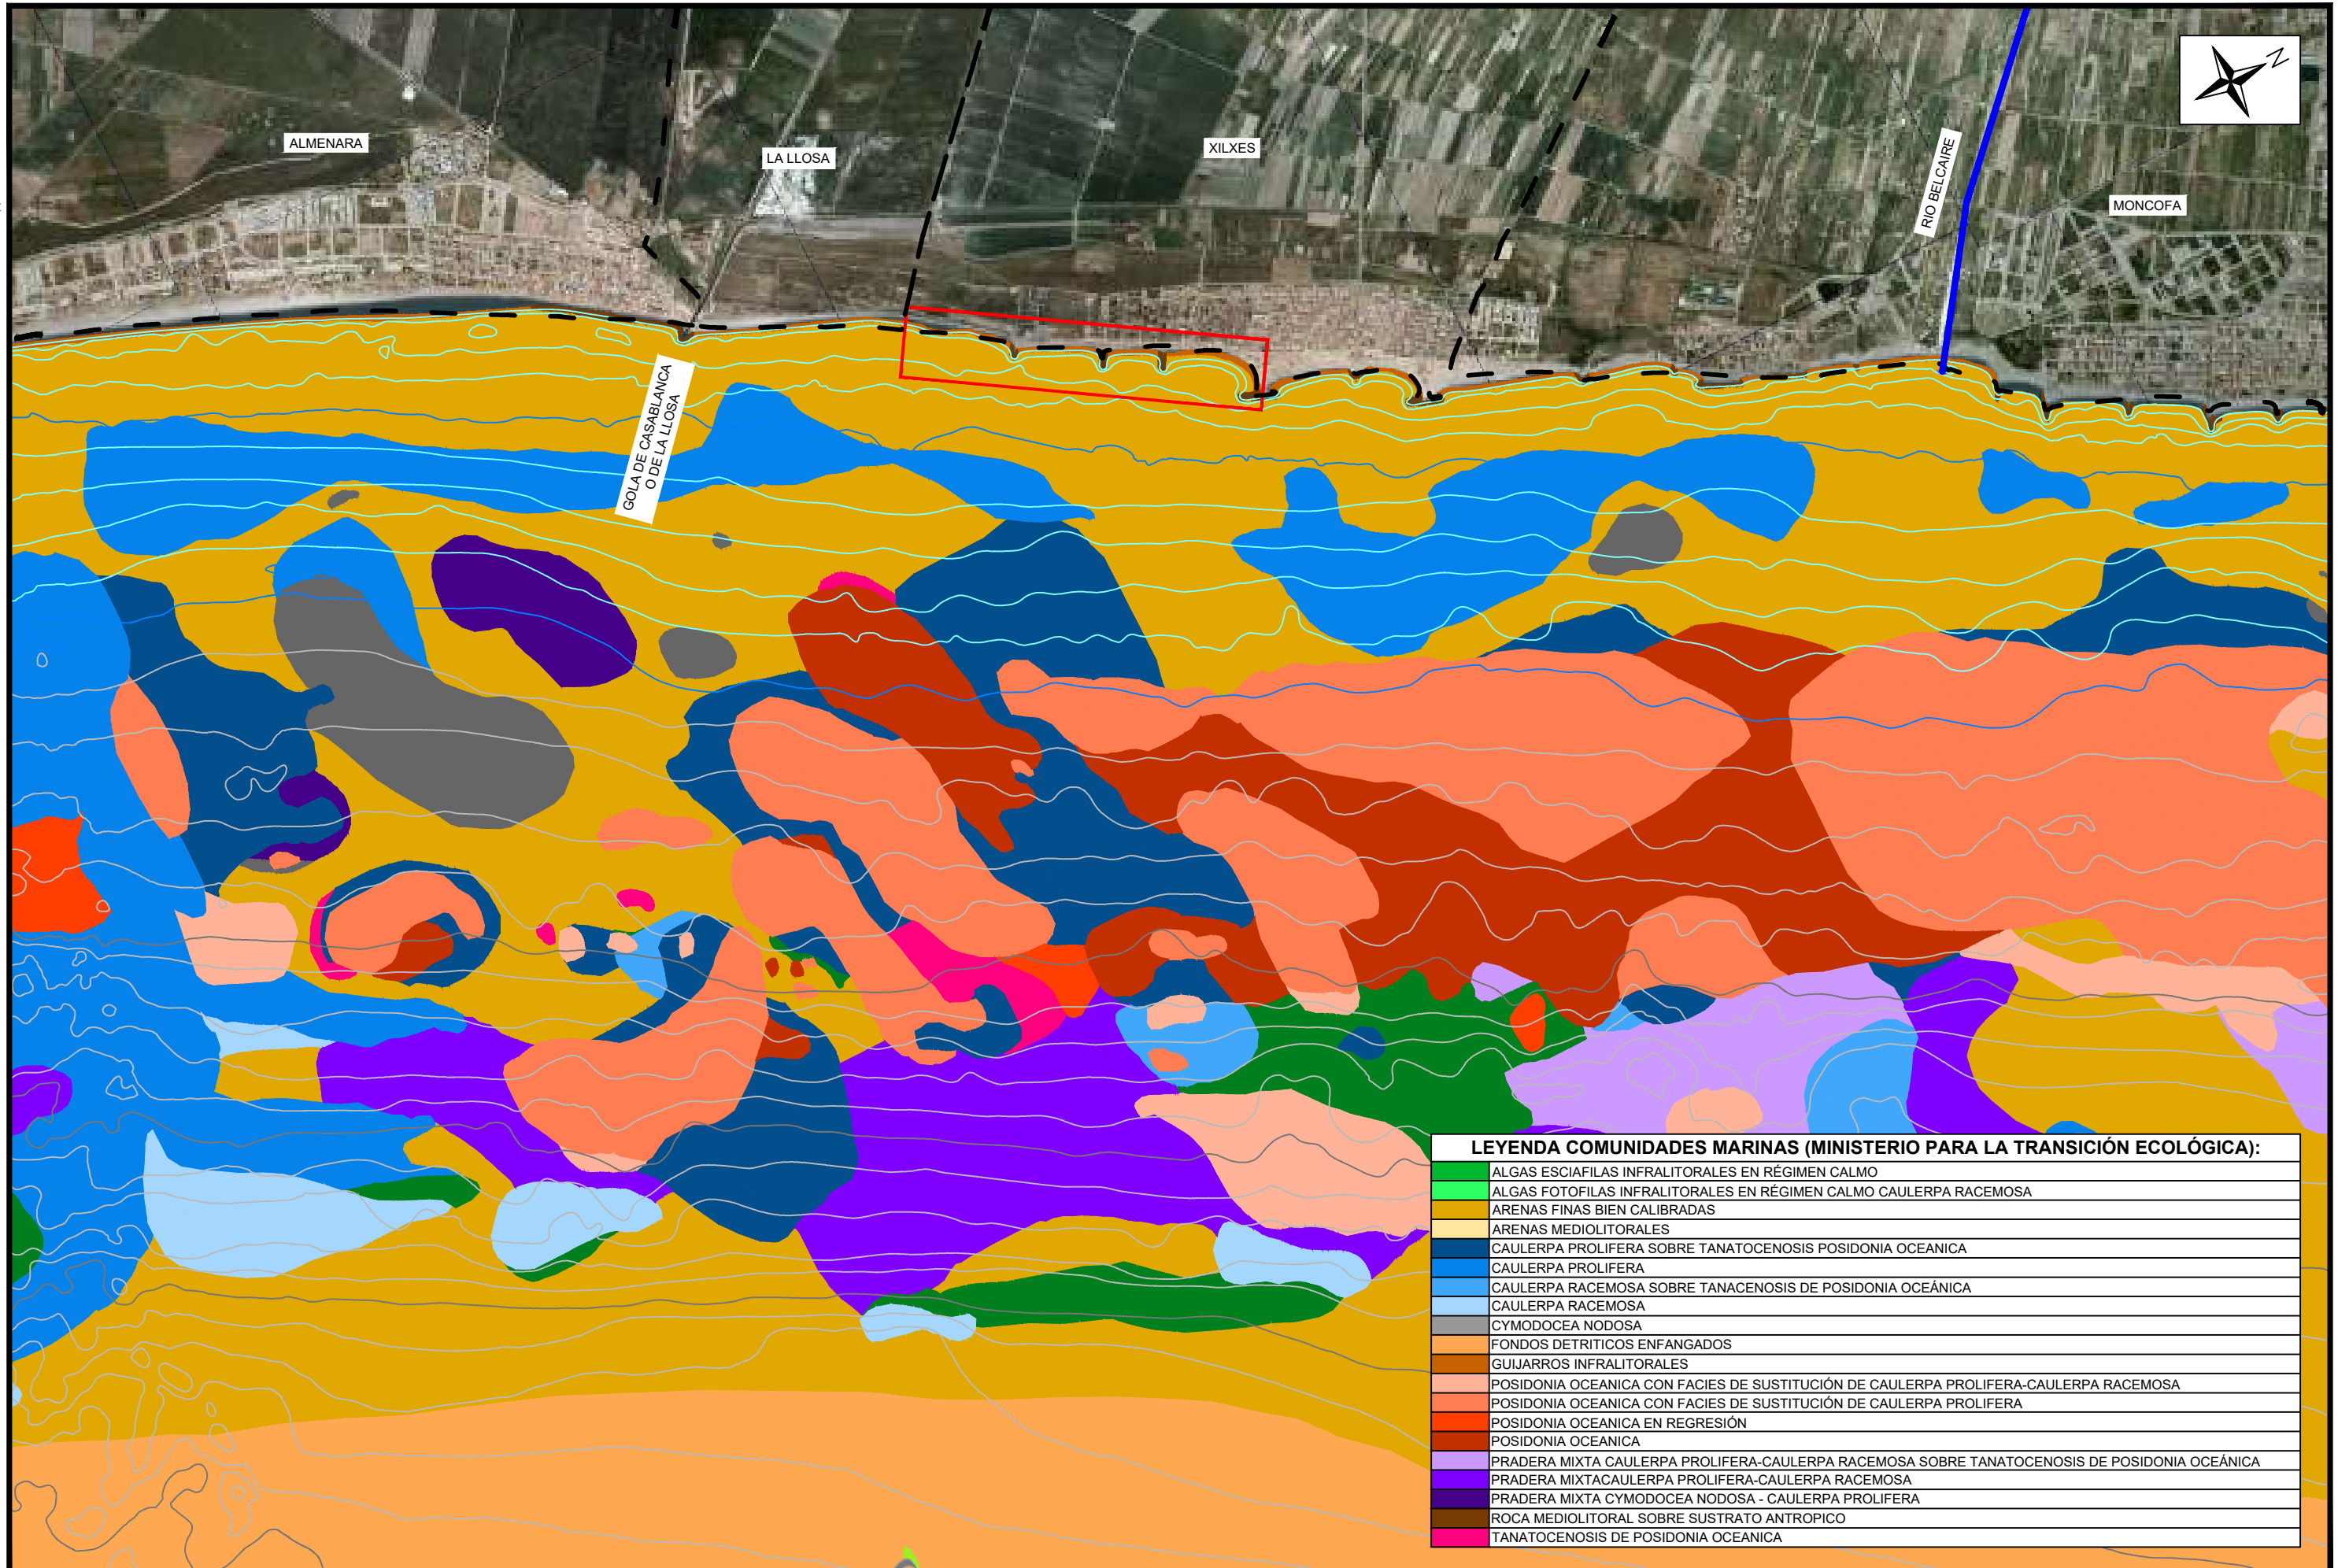 N
ALMENARA
LA LLOSA
XILXES
RIO BELCAIRE
MONCOFA
GOLA DE CASABLANCA
O DE LA LLOSA
LEYENDA COMUNIDADES MARINAS (MINISTERIO PARA LA TRANSICIÓN ECOLÓGICA):
ALGAS ESCIAFILAS INFRALITORALES EN RÉGIMEN CALMO
ALGAS FOTOFILAS INFRALITORALES EN RÉGIMEN CALMO CAULERPA RACEMOSA
ARENAS FINAS BIEN CALIBRADAS
ARENAS MEDIOLITORALES
CAULERPA PROLIFERA SOBRE TANATOCENOSIS POSIDONIA OCEANICA
CAULERPA PROLIFERA
CAULERPA RACEMOSA SOBRE TANACENOSIS DE POSIDONIA OCEÁNICA
CAULERPA RACEMOSA
CYMODOCEA NODOSA
FONDOS DETRITICOS ENFANGADOS
GUIJARROS INFRALITORALES
POSIDONIA OCEANICA CON FACIES DE SUSTITUCIÓN DE CAULERPA PROLIFERA-CAULERPA RACEMOSA
POSIDONIA OCEANICA CON FACIES DE SUSTITUCIÓN DE CAULERPA PROLIFERA
POSIDONIA OCEANICA EN REGRESIÓN
POSIDONIA OCEANICA
PRADERA MIXTA CAULERPA PROLIFERA-CAULERPA RACEMOSA SOBRE TANATOCENOSIS DE POSIDONIA OCEÁNICA
PRADERA MIXTACAULERPA PROLIFERA-CAULERPA RACEMOSA
PRADERA MIXTA CYMODOCEA NODOSA - CAULERPA PROLIFERA
ROCA MEDIOLITORAL SOBRE SUSTRATO ANTROPICO
TANATOCENOSIS DE POSIDONIA OCEANICA